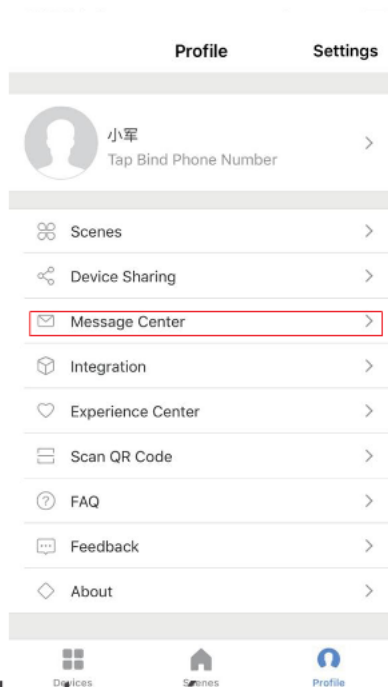 Profile Settings
小军
Tap Bind Phone Number
Scenes
Device Sharing
Message Center
Integration
Experience Center
Scan QR Code
FAQ
Feedback
About
Devices Scenes Profile